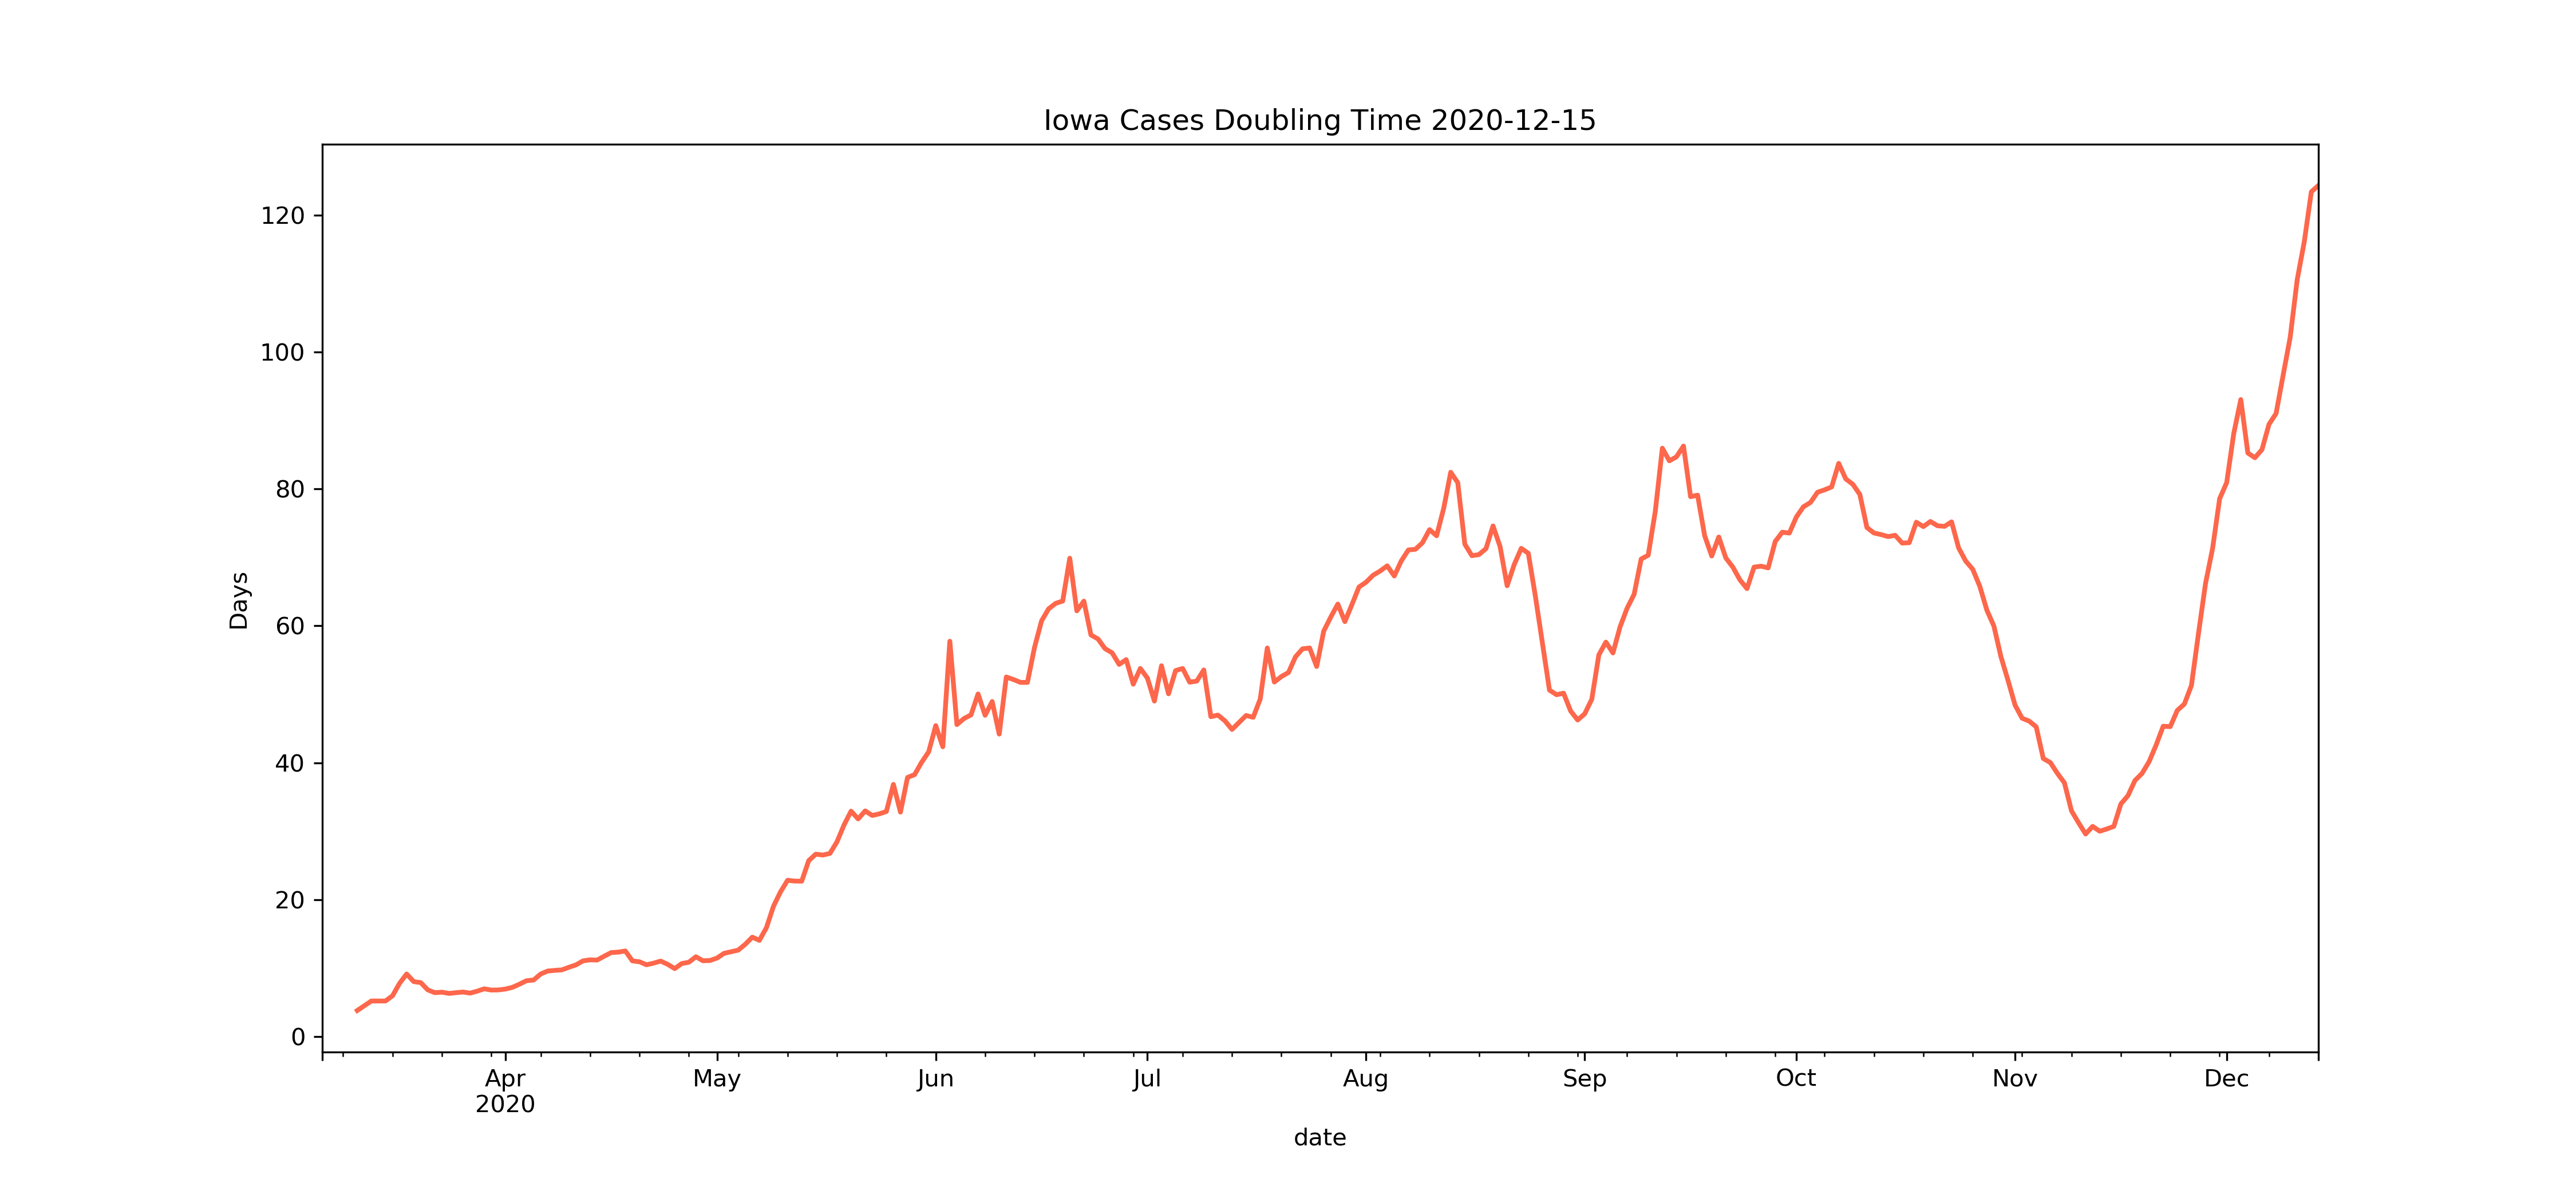 Iowa Cases Doubling Time 2020-12-15
Days
120
100
80
60
40
20
0
Apr May Jun Jul Aug Sep Oct Nov Dec
2020
date